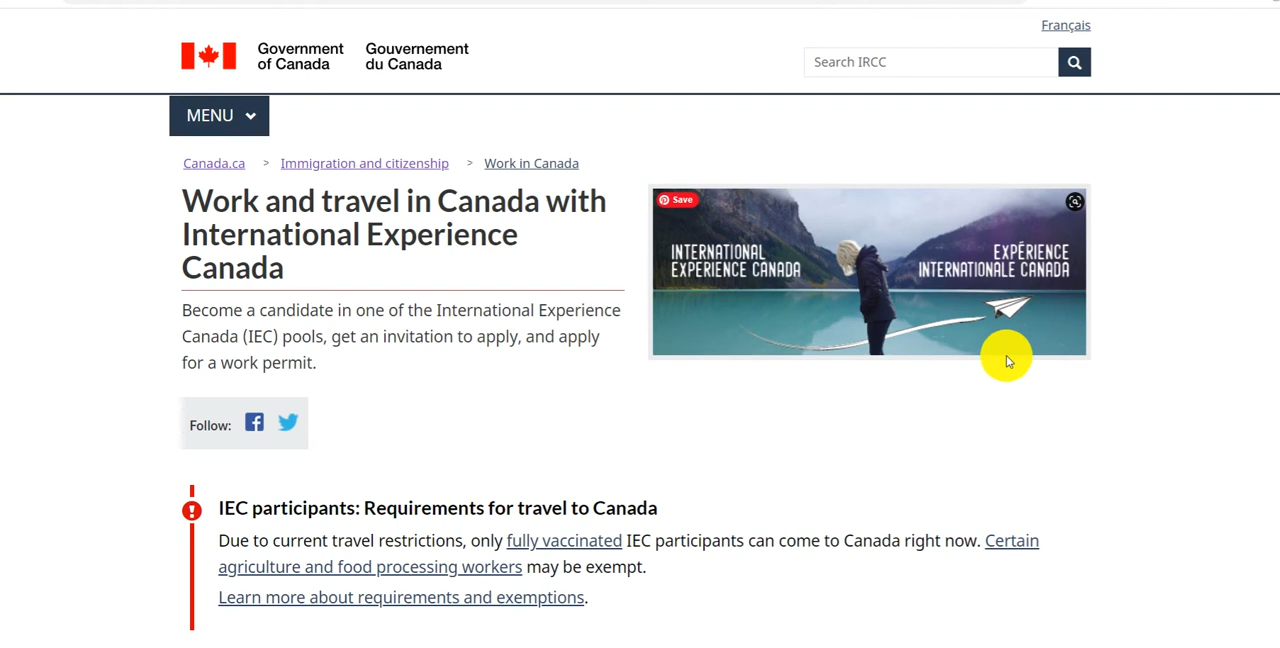 Français
Government
of Canada
Gouvernement
du Canada
Search IRCC
MENU
Canada.ca > Immigration and citizenship > Work in Canada
Work and travel in Canada with
International Experience
Canada
Save
INTERNATIONAL
EXPERIENCE CANADA
EXPÉRIENCE
INTERNATIONALE CANADA
Become a candidate in one of the International Experience
Canada (IEC) pools, get an invitation to apply, and apply
for a work permit.
Follow:
IEC participants: Requirements for travel to Canada
Due to current travel restrictions, only fully vaccinated IEC participants can come to Canada right now. Certain
agriculture and food processing workers may be exempt.
Learn more about requirements and exemptions.